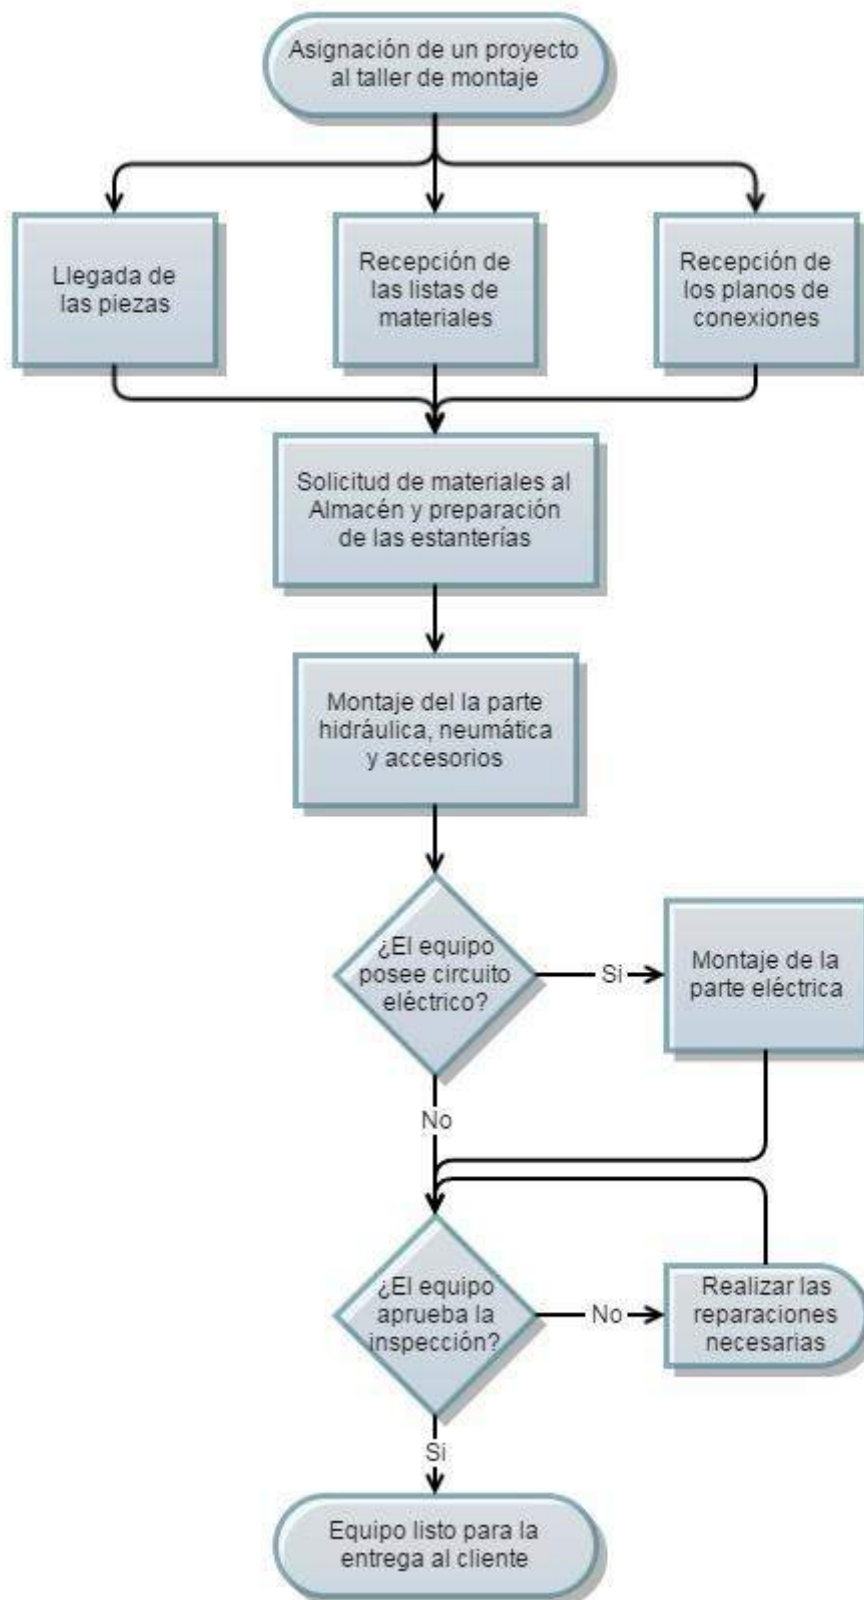 Asignación de un proyecto
al taller de montaje
Llegada de
las piezas
Recepción de
las listas de
materiales
Recepción de
los planos de
conexiones
Solicitud de materiales al
Almacén y preparación
de las estanterías
Montaje del la parte
hidráulica, neumática
y accesorios
¿El equipo
posee circuito
eléctrico?
Si
Montaje de la
parte eléctrica
No
¿El equipo
aprueba la
inspección?
No
Realizar las
reparaciones
necesarias
Si
Equipo listo para la
entrega al cliente